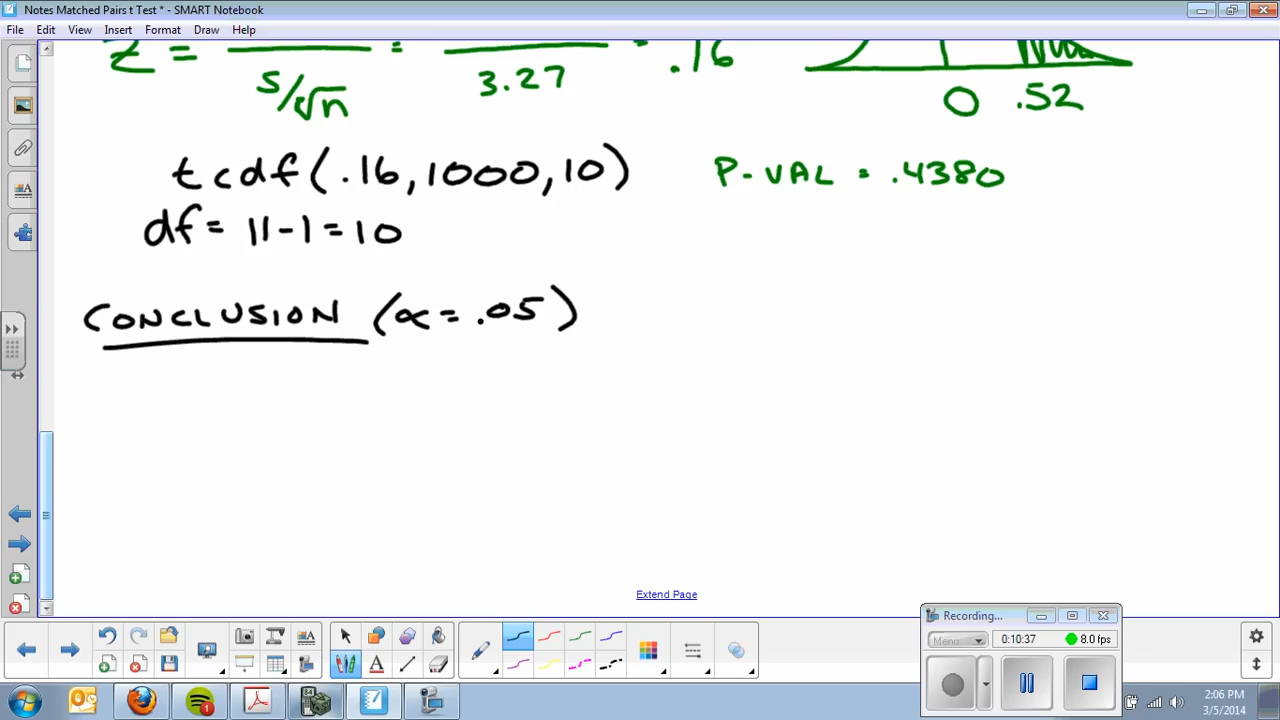 Notes Matched Pairs t Test * - SMART Notebook
File Edit View Insert Format Draw Help
Z = = = .16
S/√n 3.27
0 .52
tcdf(.16,1000,10) P-VAL = .4380
df = 11-1=10
CONCLUSION (α = .05)
Extend Page
Recording...
Menu 0:10:37 8.0 fps
2:06 PM
3/5/2014